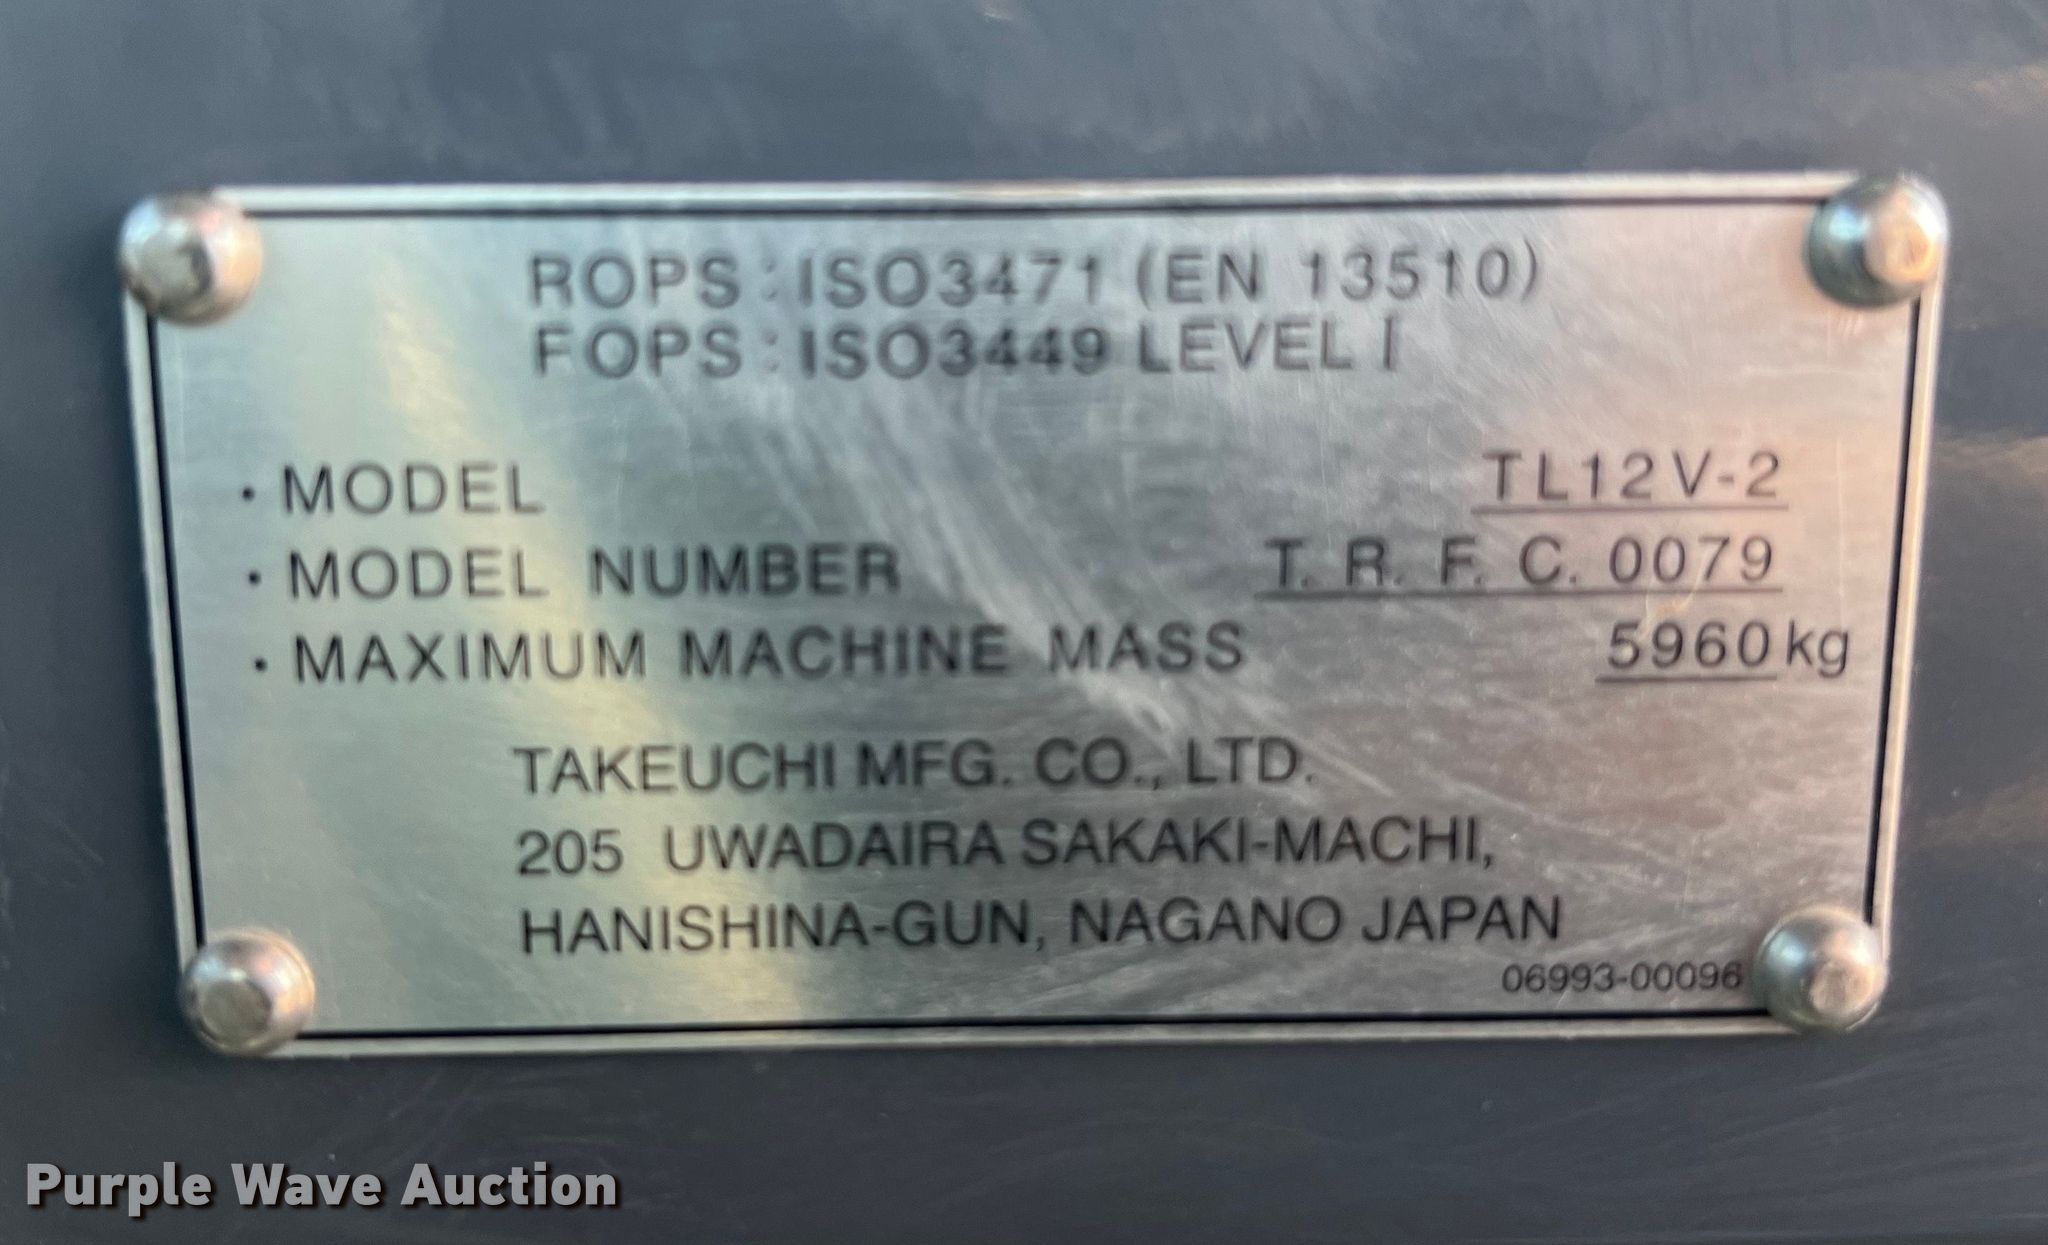 ROPS : ISO3471 (EN 13510)
FOPS : ISO3449 LEVEL I
· MODEL TL12V-2
· MODEL NUMBER T. R. F. C. 0079
· MAXIMUM MACHINE MASS 5960 kg
TAKEUCHI MFG. CO., LTD.
205 UWADAIRA SAKAKI-MACHI,
HANISHINA-GUN, NAGANO JAPAN
06993-00096
Purple Wave Auction